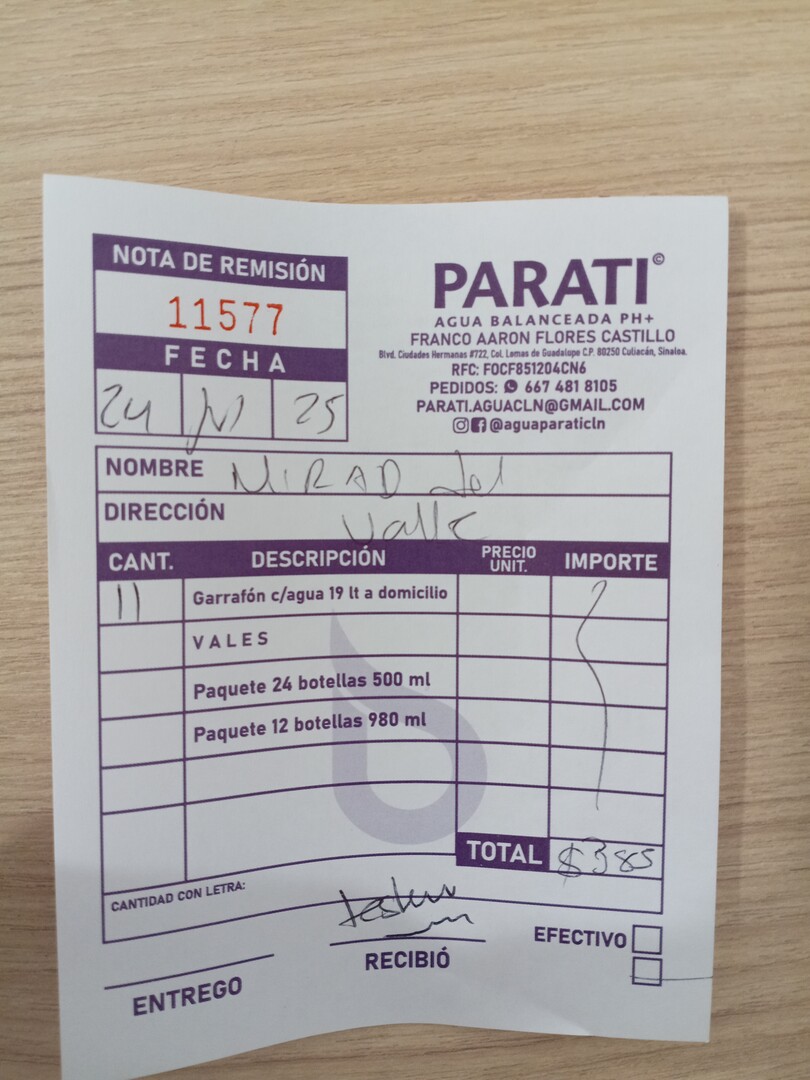 NOTA DE REMISIÓN
11577
FECHA
24 Jul 25
PARATI©
AGUA BALANCEADA PH+
FRANCO AARON FLORES CASTILLO
Blvd. Ciudades Hermanas #722, Col. Lomas de Guadalupe C.P. 80250 Culiacán, Sinaloa.
RFC: FOCF851204CN6
PEDIDOS: 667 481 8105
PARATI.AGUACLN@GMAIL.COM
@aguaparaticln
NOMBRE MIRAD del
DIRECCIÓN Valle
CANT. DESCRIPCIÓN PRECIO UNIT. IMPORTE
11 Garrafón c/agua 19 lt a domicilio
VALES
Paquete 24 botellas 500 ml
Paquete 12 botellas 980 ml
TOTAL $385
CANTIDAD CON LETRA:
ENTREGO
RECIBIÓ
EFECTIVO